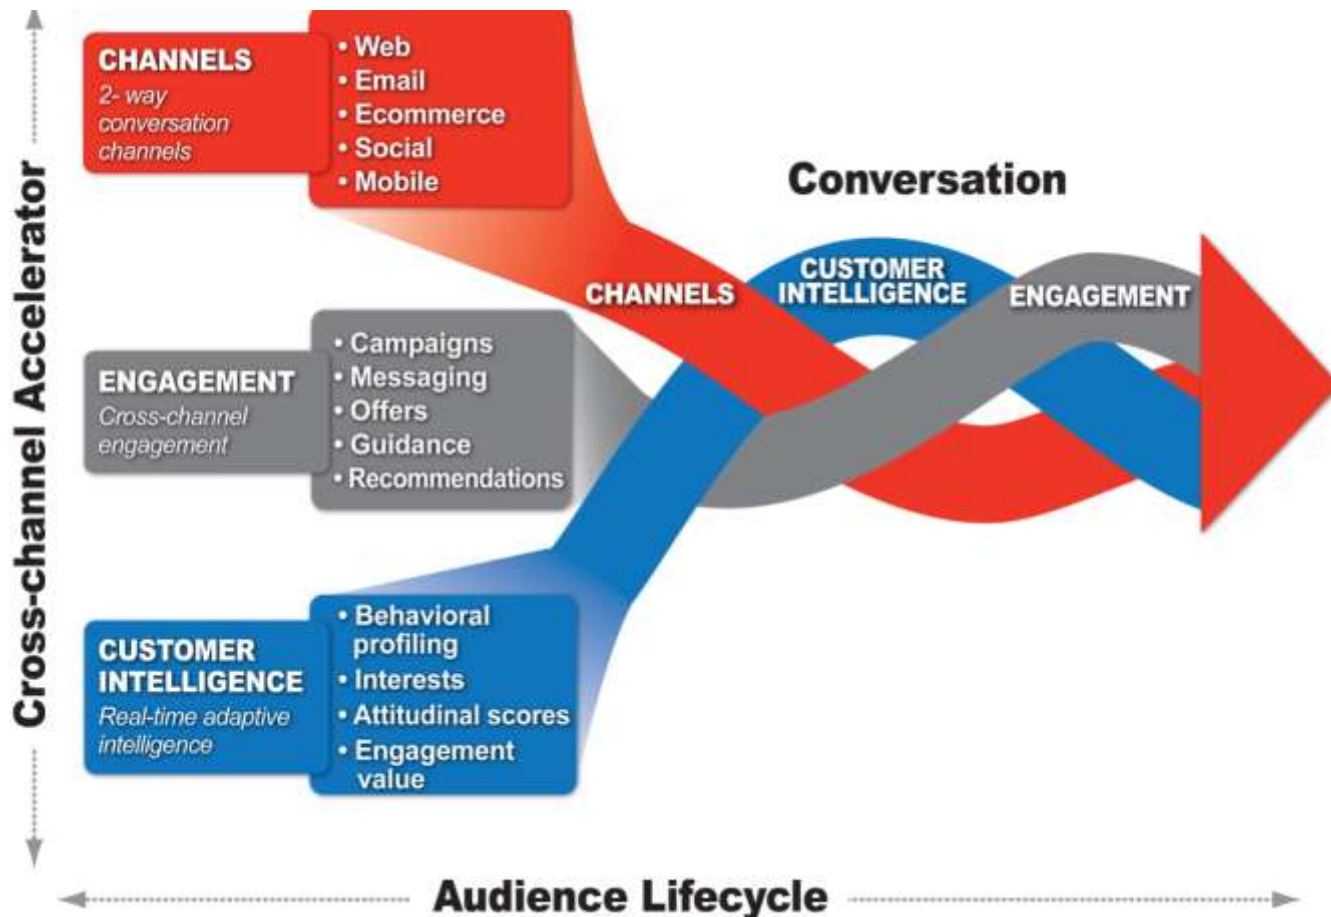 Cross-channel Accelerator
CHANNELS
2- way
conversation
channels
• Web
• Email
• Ecommerce
• Social
• Mobile
ENGAGEMENT
Cross-channel
engagement
• Campaigns
• Messaging
• Offers
• Guidance
• Recommendations
CUSTOMER
INTELLIGENCE
Real-time adaptive
intelligence
• Behavioral
profiling
• Interests
• Attitudinal scores
• Engagement
value
Conversation
CHANNELS
CUSTOMER
INTELLIGENCE
ENGAGEMENT
Audience Lifecycle